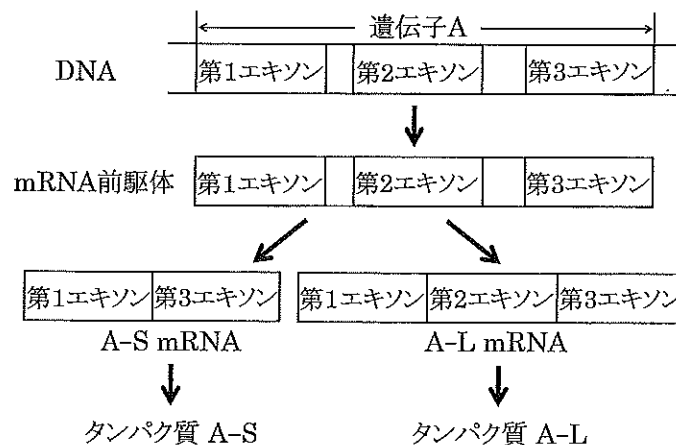 遺伝子A
DNA 第1エキソン 第2エキソン 第3エキソン
mRNA前駆体 第1エキソン 第2エキソン 第3エキソン
第1エキソン 第3エキソン 第1エキソン 第2エキソン 第3エキソン
A-S mRNA A-L mRNA
タンパク質 A-S タンパク質 A-L